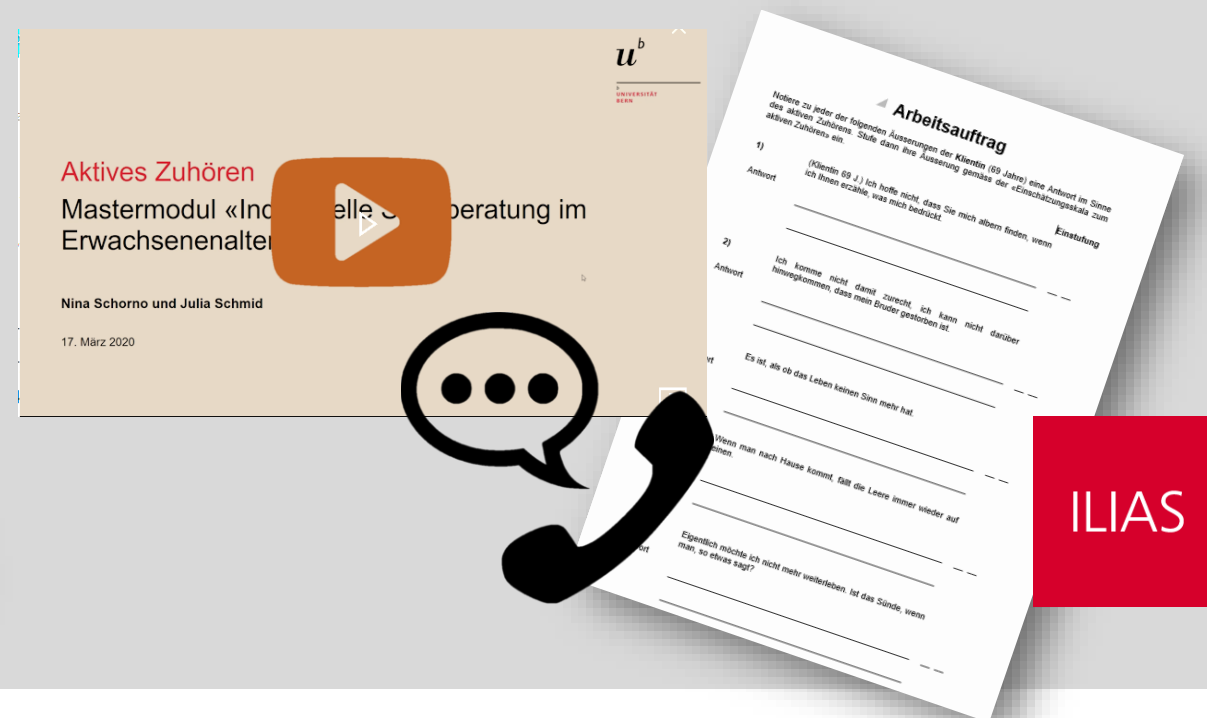 u^b
UNIVERSITÄT
BERN
Aktives Zuhören
Mastermodul «Ind elle S beratung im
Erwachsenenalter
Nina Schorno und Julia Schmid
17. März 2020
Arbeitsauftrag
Notiere zu jeder der folgenden Äusserungen der Klientin (69 Jahre) eine Antwort im Sinne
des aktiven Zuhörens. Stufe dann ihre Äusserung gemäss der «Einschätzungsskala zum
aktiven Zuhören» ein.
1)
(Klientin 69 J.) Ich hoffe nicht, dass Sie mich albern finden, wenn
ich Ihnen erzähle, was mich bedrückt.
Einstufung
Antwort
2)
Ich komme nicht damit zurecht, ich kann nicht darüber
hinwegkommen, dass mein Bruder gestorben ist.
Antwort
Es ist, als ob das Leben keinen Sinn mehr hat.
Wenn man nach Hause kommt, fällt die Leere immer wieder auf
einen.
Eigentlich möchte ich nicht mehr weiterleben. Ist das Sünde, wenn
man, so etwas sagt?
ILIAS